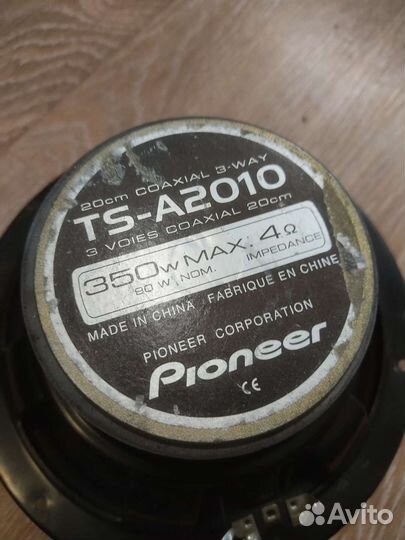 20cm COAXIAL 3-WAY
TS-A2010
3 VOIES COAXIAL 20cm
350W MAX. 4Ω
60 W NOM. IMPEDANCE
MADE IN CHINA FABRIQUE EN CHINE
PIONEER CORPORATION
Pioneer
CE
Avito